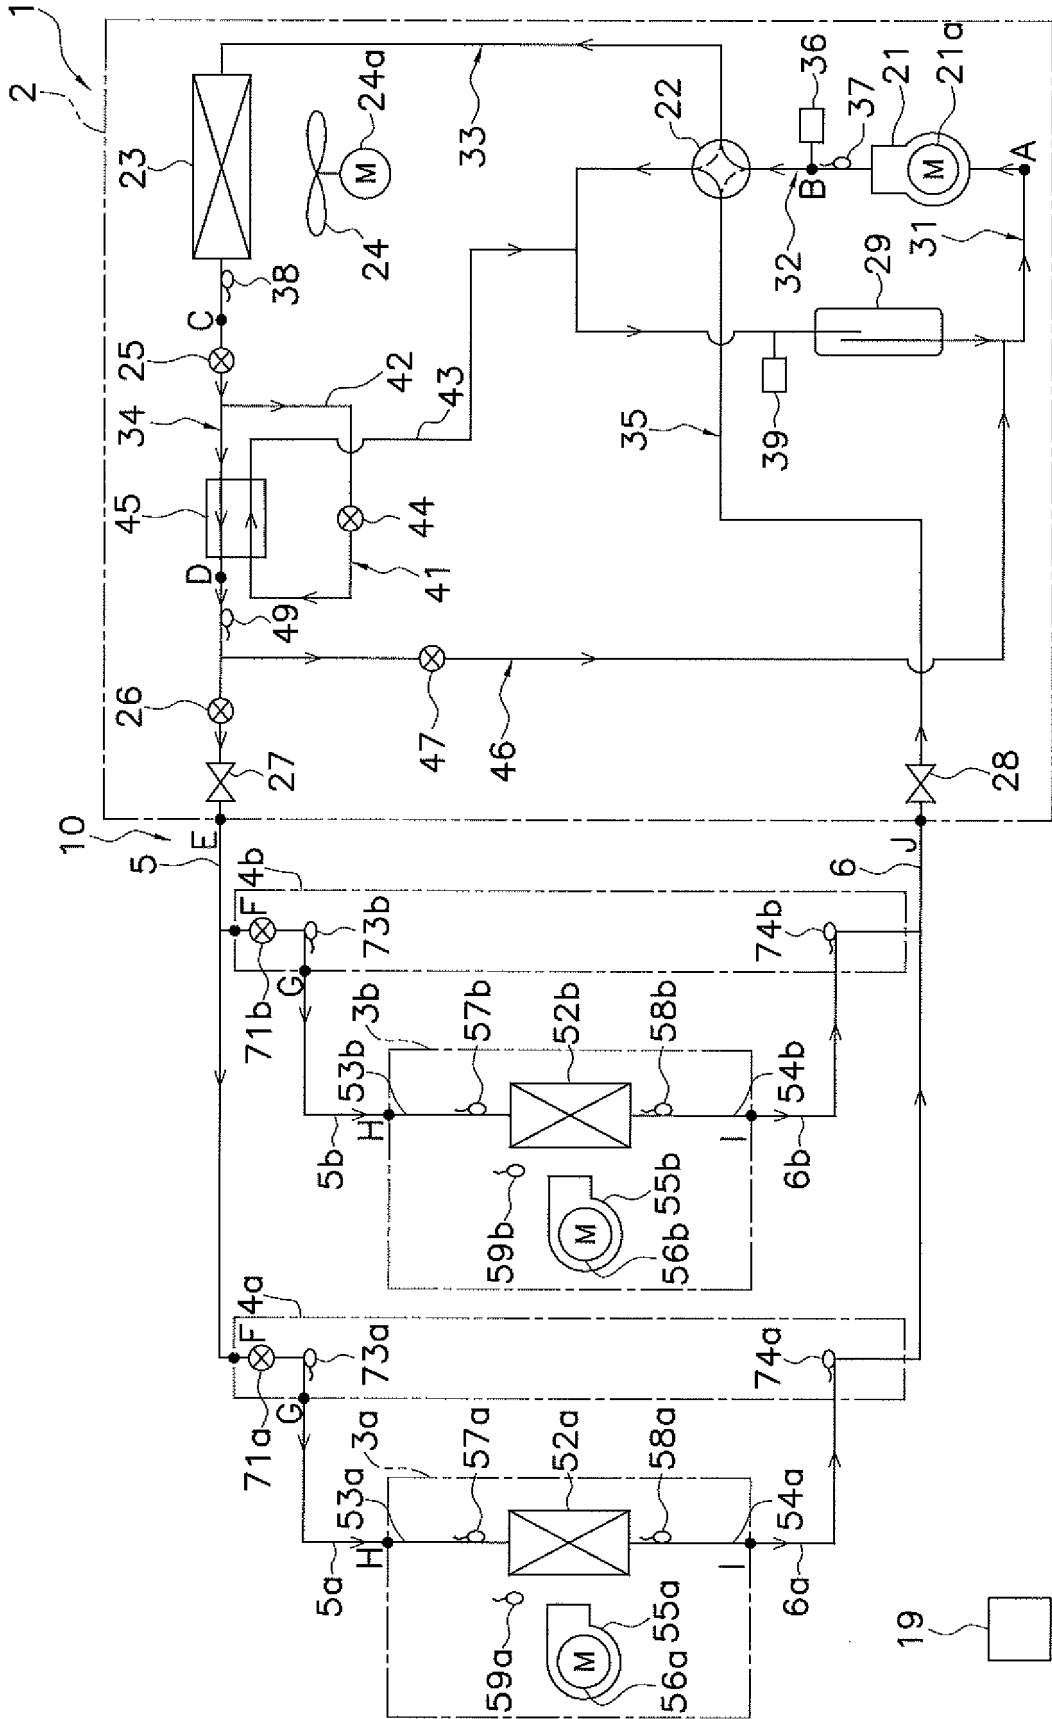 1
2
23
24a
M
24
33
38
C
25
34
42
43
45
D
49
44
41
26
27
47
46
10
E
5
22
36
37
B
32
21
21a
M
A
31
29
39
35
28
J
6
4b
F
73b
G
71b
74b
3b
57b
52b
58b
53b
54b
H
I
5b
6b
59b
55b
M
56b
4a
F
73a
G
71a
74a
3a
57a
52a
58a
53a
54a
H
I
5a
6a
59a
55a
M
56a
19